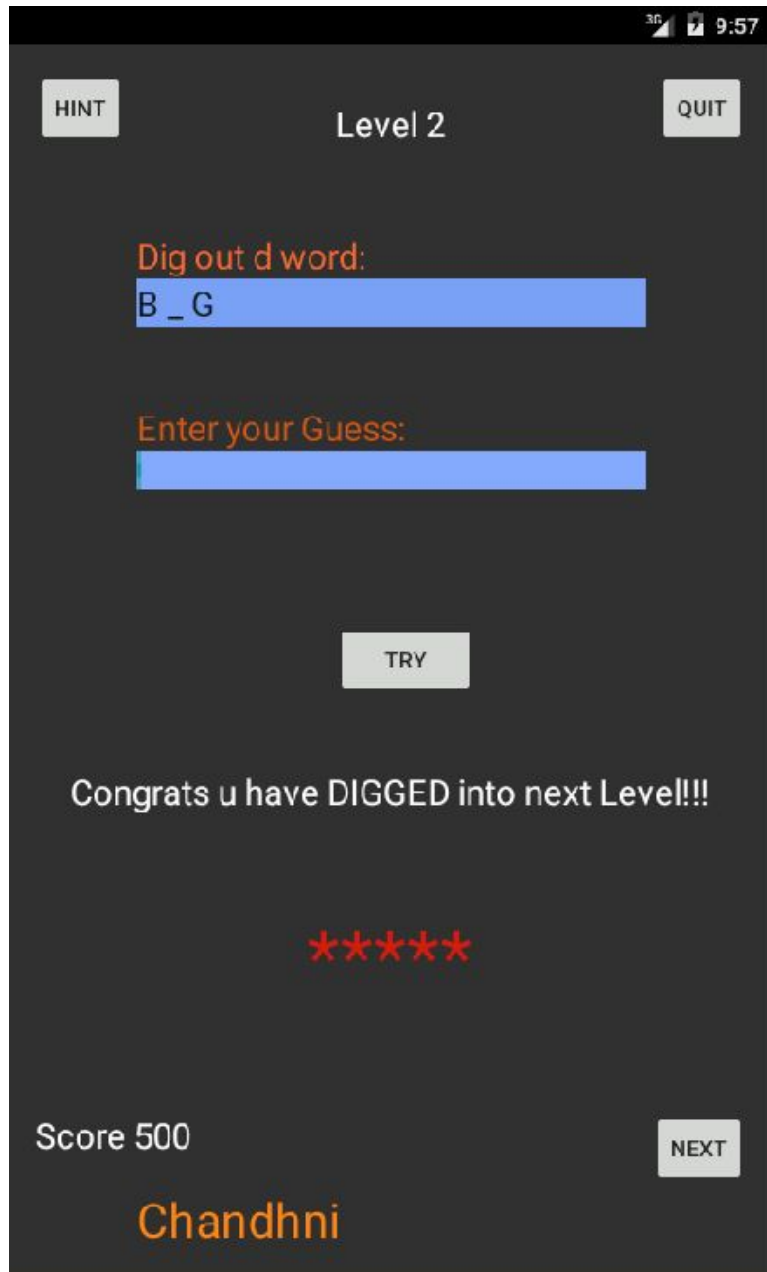 3G 9:57
HINT
Level 2
QUIT
Dig out d word:
B _ G
Enter your Guess:
TRY
Congrats u have DIGGED into next Level!!!
*****
Score 500
NEXT
Chandhni